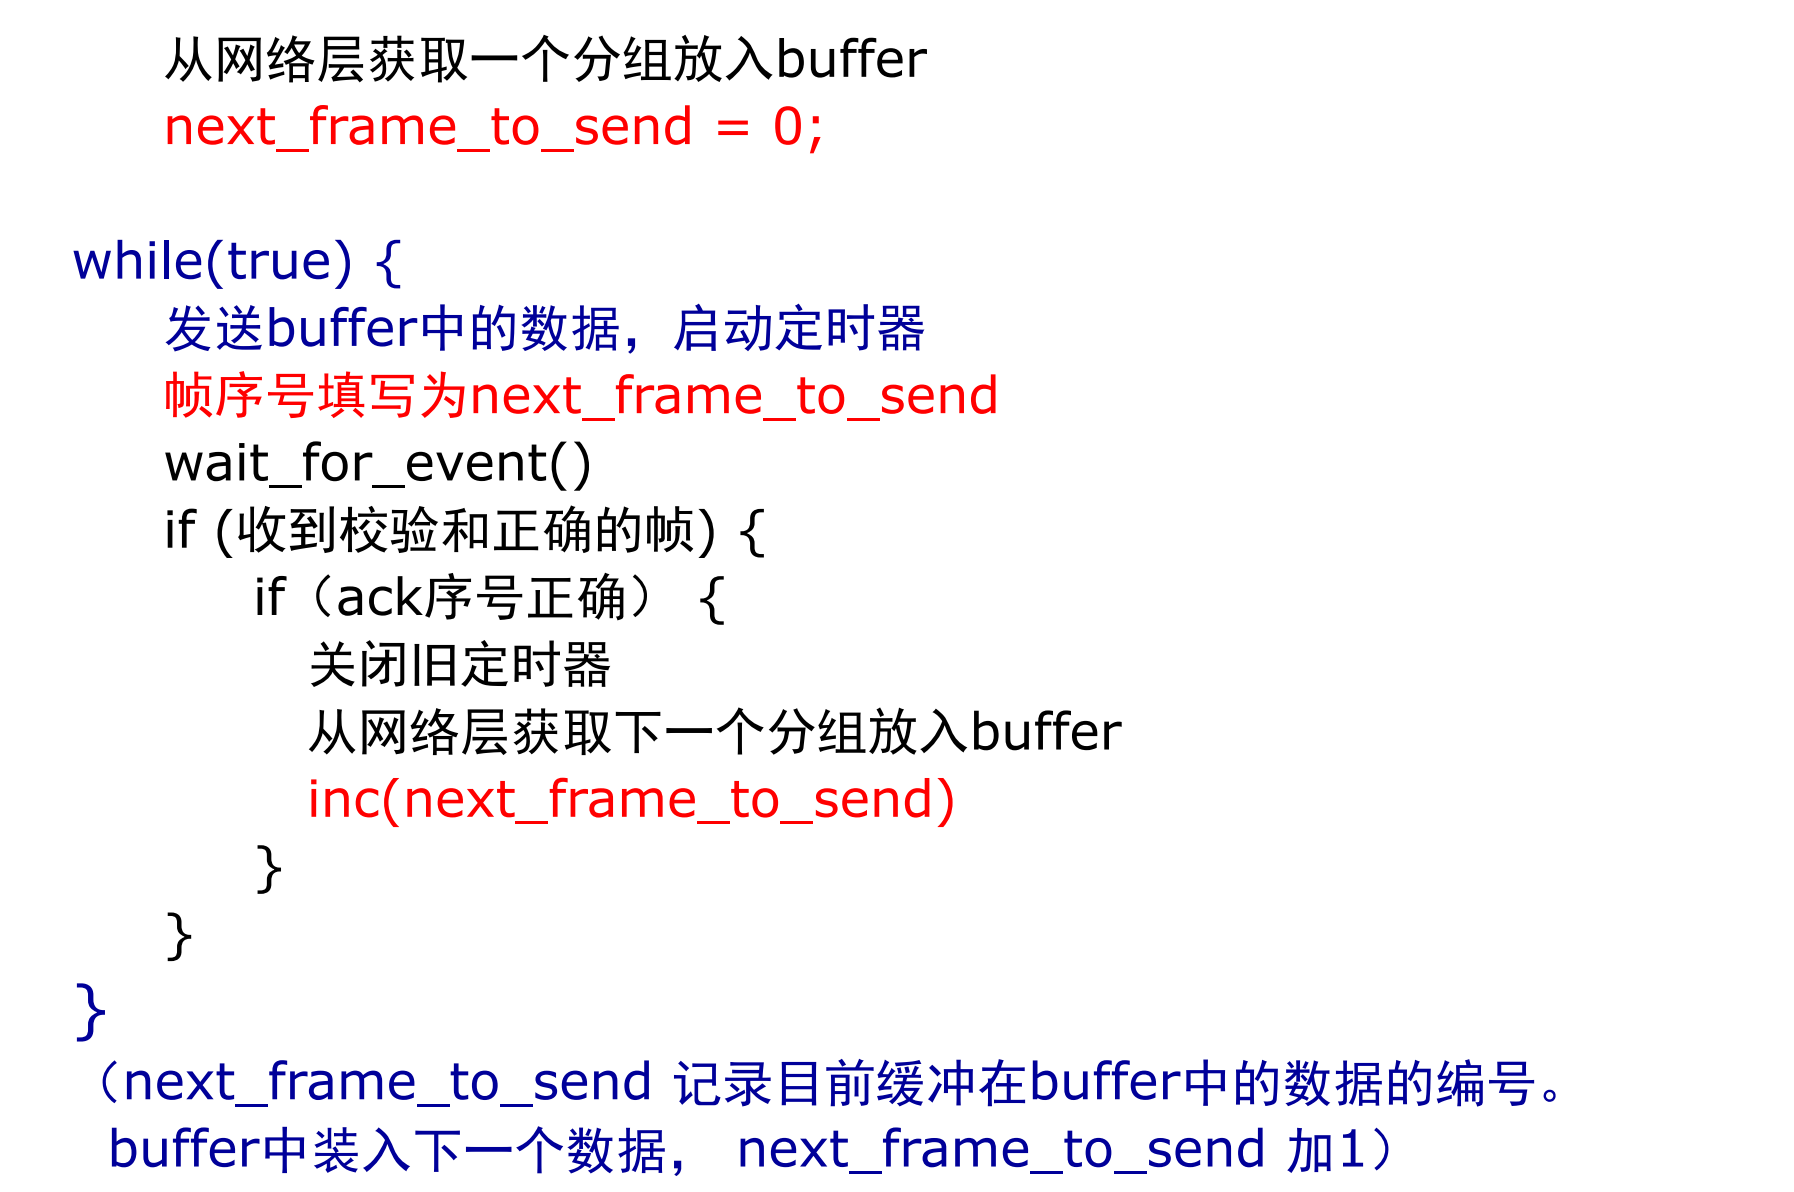 从网络层获取一个分组放入buffer
next_frame_to_send = 0;
while(true) {
发送buffer中的数据，启动定时器
帧序号填写为next_frame_to_send
wait_for_event()
if (收到校验和正确的帧) {
if（ack序号正确） {
关闭旧定时器
从网络层获取下一个分组放入buffer
inc(next_frame_to_send)
}
}
}
（next_frame_to_send 记录目前缓冲在buffer中的数据的编号。
buffer中装入下一个数据， next_frame_to_send 加1）